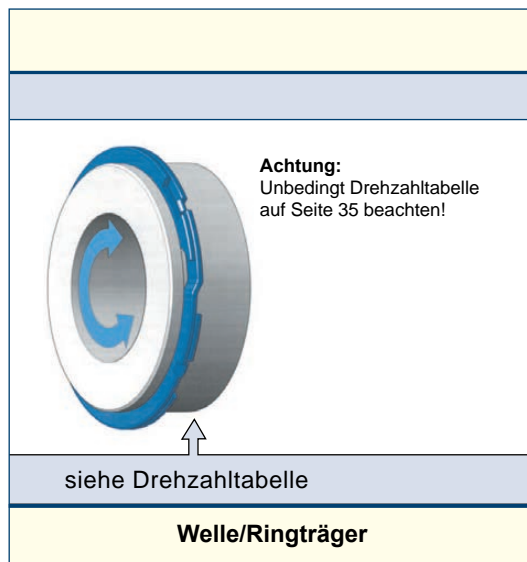 Achtung:
Unbedingt Drehzahltabelle
auf Seite 35 beachten!
siehe Drehzahltabelle
Welle/Ringträger